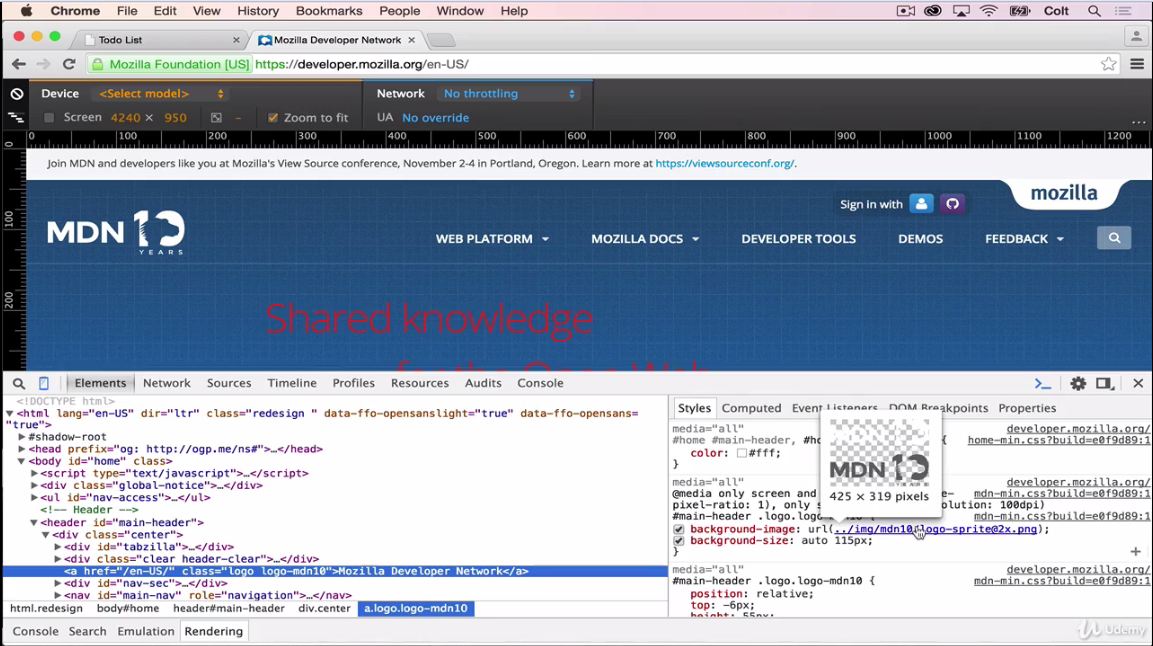 Chrome File Edit View History Bookmarks People Window Help Colt
Todo List × Mozilla Developer Network ×
Mozilla Foundation [US] https://developer.mozilla.org/en-US/
Device <Select model> Network No throttling
Screen 4240 × 950 – Zoom to fit UA No override ...
0 100 200 300 400 500 600 700 800 900 1000 1100 1200
0
100
200
Join MDN and developers like you at Mozilla's View Source conference, November 2-4 in Portland, Oregon. Learn more at https://viewsourceconf.org/.
mozilla
Sign in with
MDN 10
YEARS
WEB PLATFORM MOZILLA DOCS DEVELOPER TOOLS DEMOS FEEDBACK
Shared knowledge
for the Open Web
Elements Network Sources Timeline Profiles Resources Audits Console
<!DOCTYPE html>
<html lang="en-US" dir="ltr" class="redesign " data-ffo-opensanslight="true" data-ffo-opensans=
"true">
#shadow-root
<head prefix="og: http://ogp.me/ns#">…</head>
<body id="home" class>
<script type="text/javascript">…</script>
<div class="global-notice">…</div>
<ul id="nav-access">…</ul>
<!-- Header -->
<header id="main-header">
<div class="center">
<div id="tabzilla">…</div>
<div class="clear header-clear">…</div>
<a href="/en-US/" class="logo logo-mdn10">Mozilla Developer Network</a>
<div id="nav-sec">…</div>
<nav id="main-nav" role="navigation">…</nav>
html.redesign body#home header#main-header div.center a.logo.logo-mdn10
Styles Computed Event Listeners DOM Breakpoints Properties
media="all" developer.mozilla.org/
#home #main-header, { home-min.css?build=e0f9d89:1
color: #fff;
}
MDN 10
425 × 319 pixels
media="all" developer.mozilla.org/
@media only screen and mdn-min.css?build=e0f9d89:1
pixel-ratio: 1), only 100dpi)
#main-header .logo.logo-mdn10 { mdn-min.css?build=e0f9d89:1
background-image: url(../img/mdn10/logo-sprite@2x.png);
background-size: auto 115px;
}
media="all" developer.mozilla.org/
#main-header .logo.logo-mdn10 { mdn-min.css?build=e0f9d89:1
position: relative;
top: -6px;
height: 55px;
Console Search Emulation Rendering
Udemy